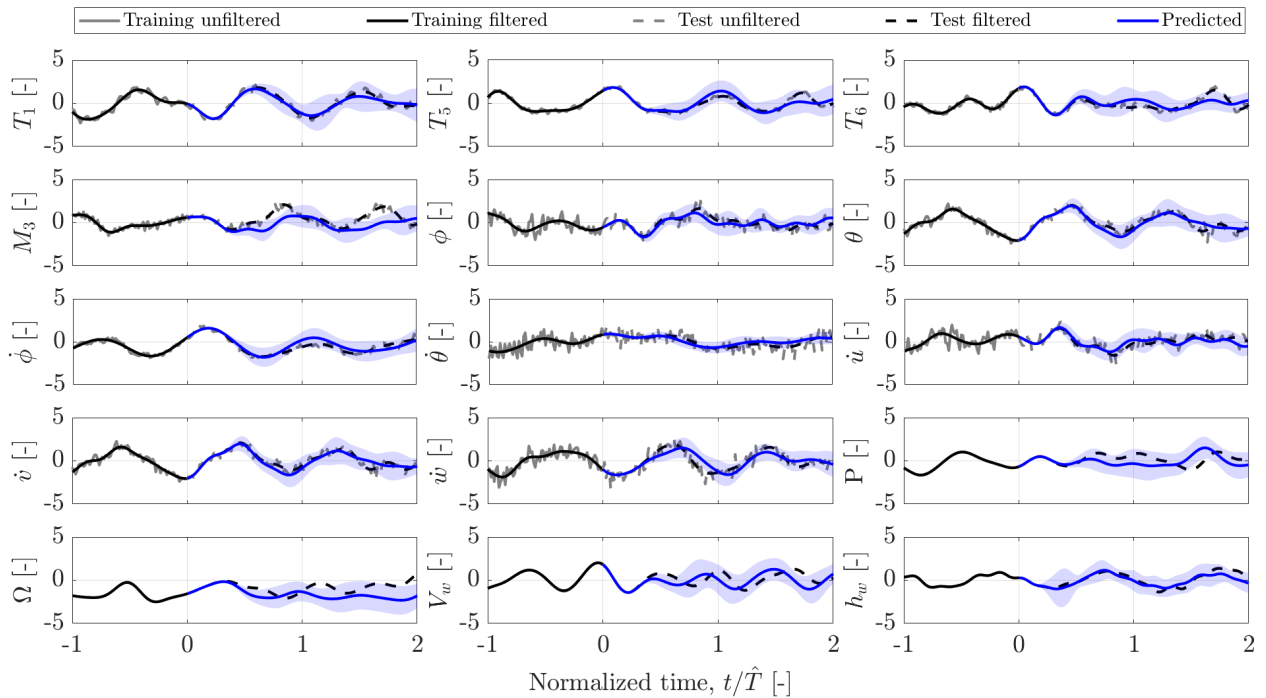 Training unfiltered Training filtered Test unfiltered Test filtered Predicted
5 5 5
T₁ [-] 0 T₅ [-] 0 T₆ [-] 0
-5 -5 -5
5 5 5
M₃ [-] 0 ϕ [-] 0 θ [-] 0
-5 -5 -5
5 5 5
ϕ̇ [-] 0 θ̇ [-] 0 u̇ [-] 0
-5 -5 -5
5 5 5
v̇ [-] 0 ẇ [-] 0 P [-] 0
-5 -5 -5
5 5 5
Ω [-] 0 V_w [-] 0 h_w [-] 0
-5 -5 -5
-1 0 1 2 -1 0 1 2 -1 0 1 2
Normalized time, t/T̂ [-]